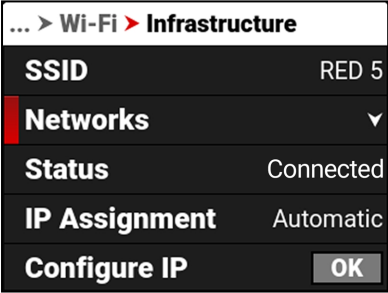 ... > Wi-Fi > Infrastructure
SSID RED 5
Networks
Status Connected
IP Assignment Automatic
Configure IP OK